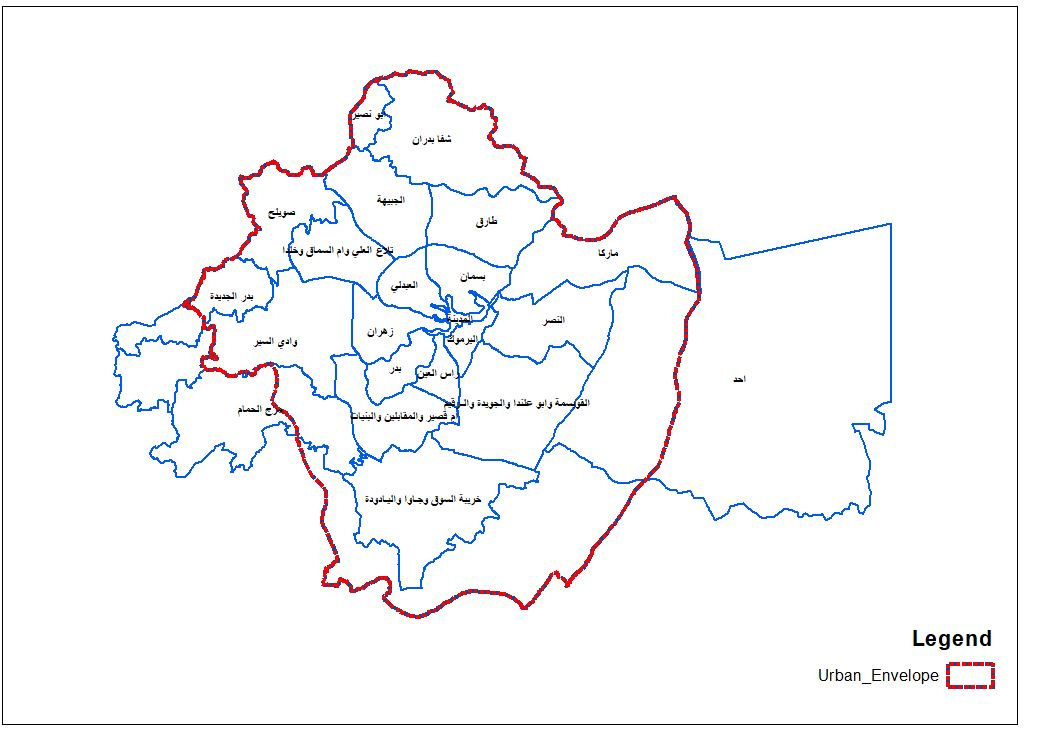 ابو نصير
شفا بدران
الجبيهة
صويلح
طارق
تلاع العلي وام السماق وخلدا
ماركا
بسمان
العبدلي
بدر الجديدة
المدينة
النصر
زهران
اليرموك
وادي السير
بدر
راس العين
احد
القويسمة وابو علندا والجويدة والرقيم
مرج الحمام
ام قصير والمقابلين والبنيات
خريبة السوق وجاوا واليادودة
Legend
Urban_Envelope